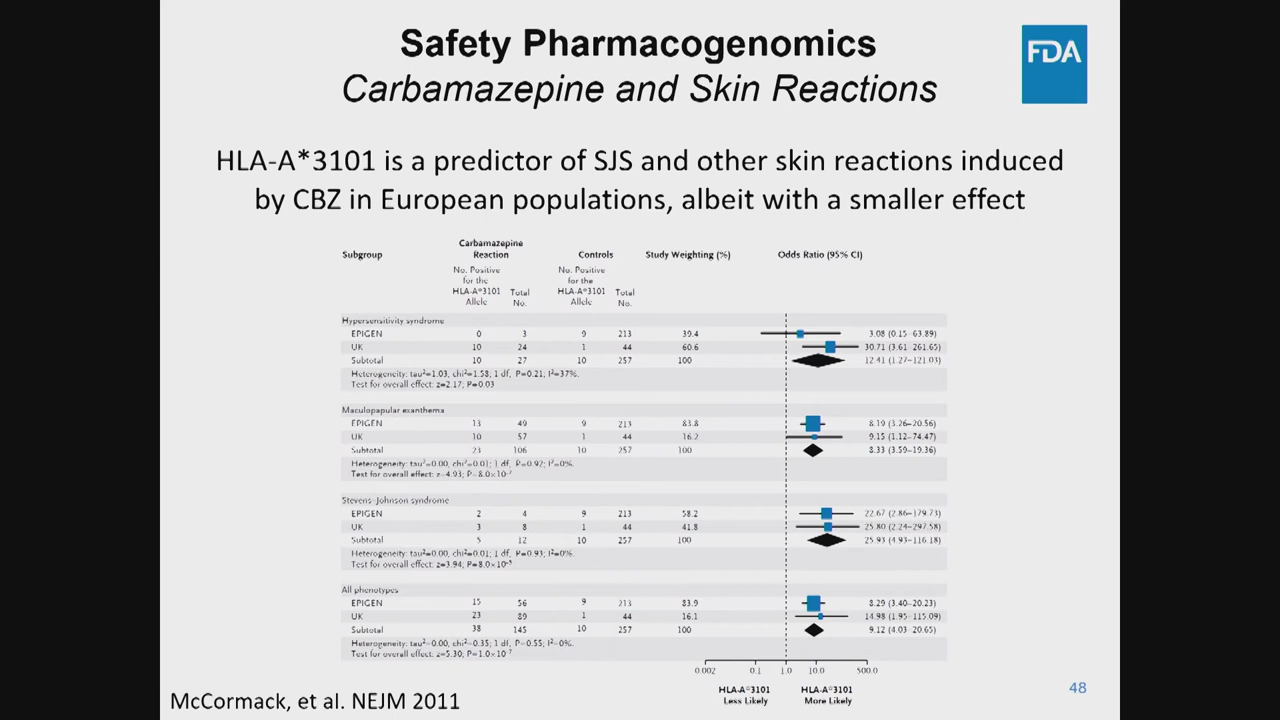 Safety Pharmacogenomics
Carbamazepine and Skin Reactions
FDA
HLA-A*3101 is a predictor of SJS and other skin reactions induced
by CBZ in European populations, albeit with a smaller effect
Subgroup Carbamazepine Reaction Controls Study Weighting (%) Odds Ratio (95% CI)
No. Positive for the HLA-A*3101 Allele Total No. No. Positive for the HLA-A*3101 Allele Total No.
Hypersensitivity syndrome
EPIGEN 0 3 9 213 39.4 3.08 (0.15–63.89)
UK 10 24 1 44 60.6 30.71 (3.61–261.65)
Subtotal 10 27 10 257 100 12.41 (1.27–121.03)
Heterogeneity: tau²=1.03, chi²=1.58; 1 df, P=0.21; I²=37%.
Test for overall effect: z=2.17; P=0.03
Maculopapular exanthema
EPIGEN 13 49 9 213 83.8 8.19 (3.26–20.56)
UK 10 57 1 44 16.2 9.15 (1.12–74.47)
Subtotal 23 106 10 257 100 8.33 (3.59–19.36)
Heterogeneity: tau²=0.00, chi²=0.01; 1 df, P=0.92; I²=0%.
Test for overall effect: z=4.93; P=8.0×10⁻⁷
Stevens–Johnson syndrome
EPIGEN 2 4 9 213 58.2 22.67 (2.86–179.73)
UK 3 8 1 44 41.8 25.80 (2.24–297.58)
Subtotal 5 12 10 257 100 25.93 (4.93–116.18)
Heterogeneity: tau²=0.00, chi²=0.01; 1 df, P=0.93; I²=0%.
Test for overall effect: z=3.94; P=8.0×10⁻⁵
All phenotypes
EPIGEN 15 56 9 213 83.9 8.29 (3.40–20.23)
UK 23 89 1 44 16.1 14.98 (1.95–115.09)
Subtotal 38 145 10 257 100 9.12 (4.03–20.65)
Heterogeneity: tau²=0.00, chi²=0.35; 1 df, P=0.55; I²=0%.
Test for overall effect: z=5.30; P=1.0×10⁻⁷
0.002 0.1 1.0 10.0 500.0
HLA-A*3101 Less Likely HLA-A*3101 More Likely
McCormack, et al. NEJM 2011
48